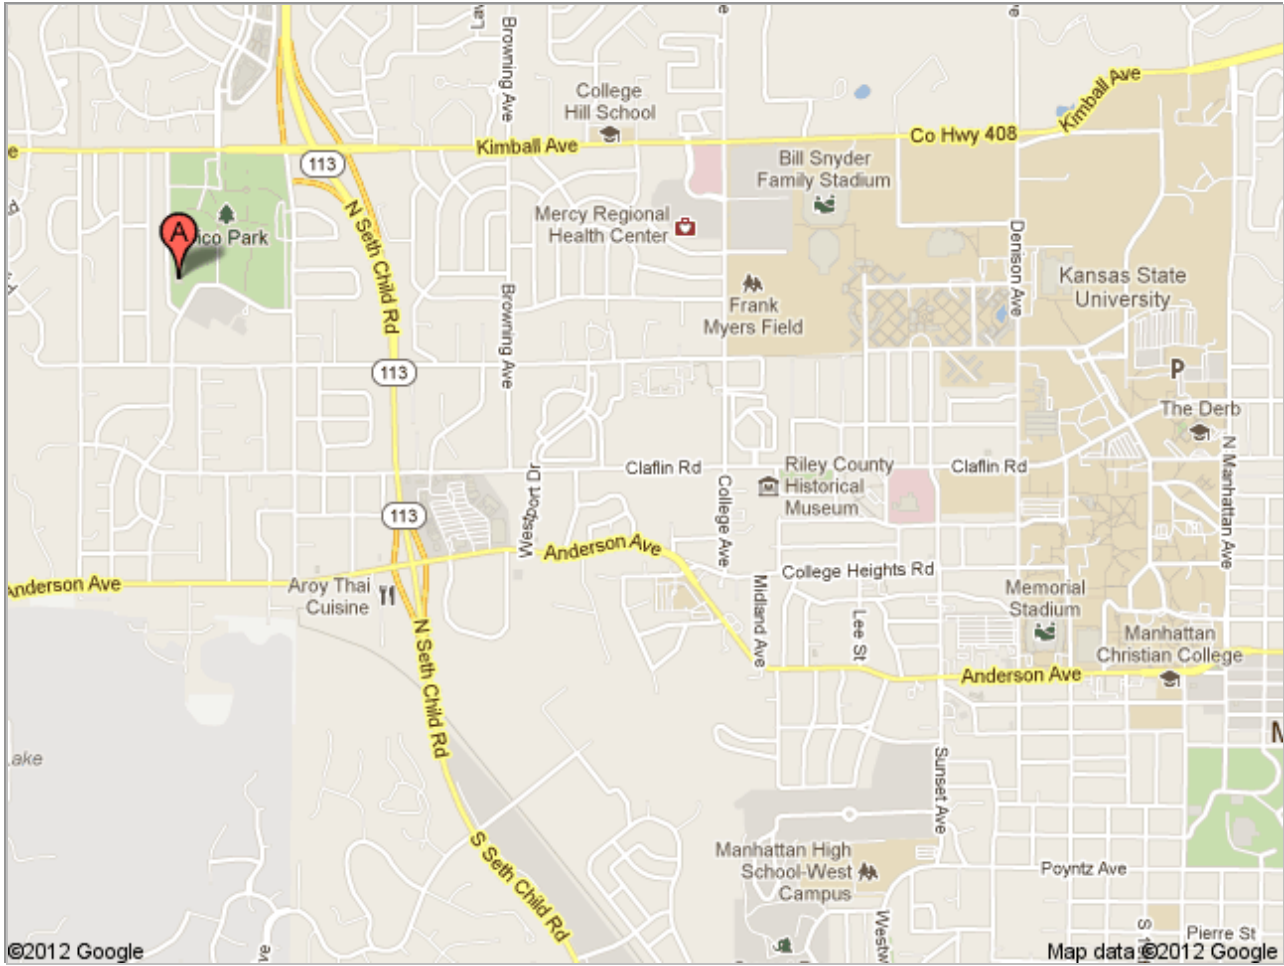 Browning Ave
College
Hill School
Kimball Ave
Co Hwy 408
Kimball Ave
113
Bill Snyder
Family Stadium
N Seth Child Rd
Mercy Regional
Health Center
A
ico Park
Denison Ave
Kansas State
University
Browning Ave
Frank
Myers Field
113
P
The Derb
Claflin Rd
Riley County
Historical
Museum
Claflin Rd
N Manhattan Ave
Westport Dr
College Ave
113
Anderson Ave
Anderson Ave
College Heights Rd
Aroy Thai
Cuisine
Midland Ave
Lee St
Memorial
Stadium
N Seth Child Rd
Manhattan
Christian College
Anderson Ave
ake
Sunset Ave
S Seth Child Rd
Manhattan High
School-West
Campus
Poyntz Ave
Westw
Pierre St
©2012 Google
Map data ©2012 Google